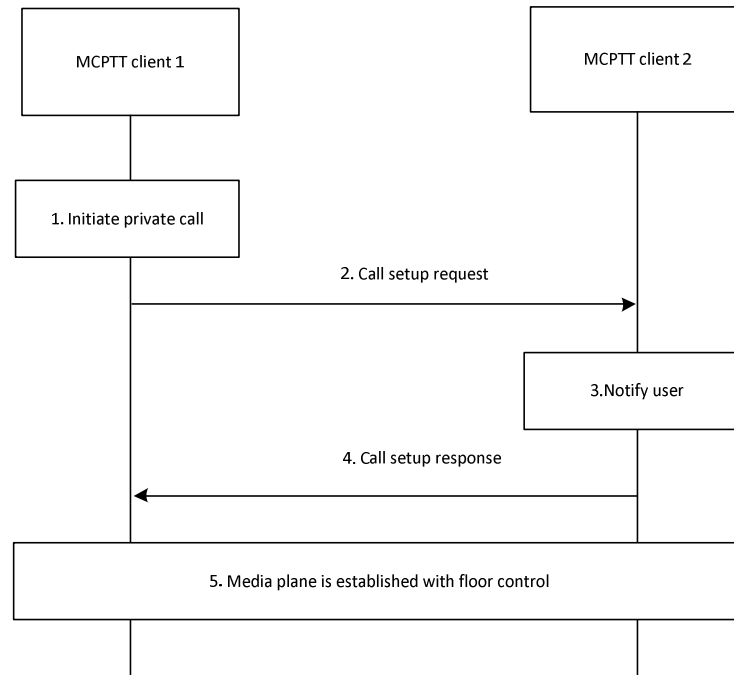 MCPTT client 1
MCPTT client 2
1. Initiate private call
2. Call setup request
3.Notify user
4. Call setup response
5. Media plane is established with floor control